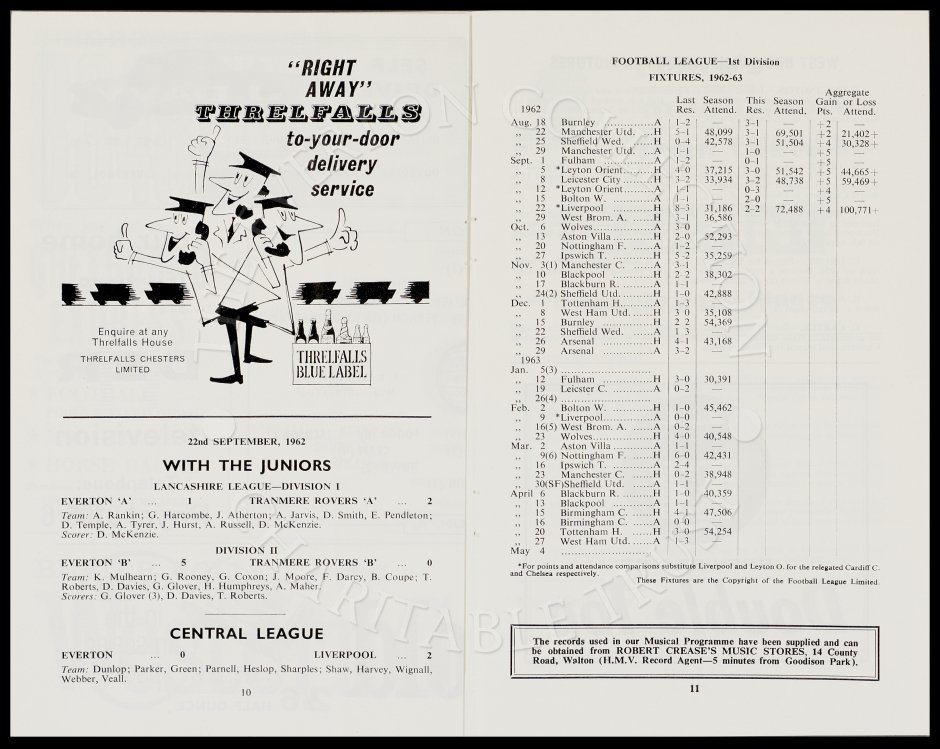 "RIGHT
AWAY"
THRELFALLS
to-your-door
delivery
service
Enquire at any
Threlfalls House
THRELFALLS CHESTERS
LIMITED
THRELFALLS
BLUE LABEL
22nd SEPTEMBER, 1962
WITH THE JUNIORS
LANCASHIRE LEAGUE—DIVISION I
EVERTON 'A' ... 1 TRANMERE ROVERS 'A' ... 2
Team: A. Rankin; G. Harcombe, J. Atherton; A. Jarvis, D. Smith, E. Pendleton;
D. Temple, A. Tyrer, J. Hurst, A. Russell, D. McKenzie.
Scorer: D. McKenzie.
DIVISION II
EVERTON 'B' ... 5 TRANMERE ROVERS 'B' ... 0
Team: K. Mulhearn; G. Rooney, G. Coxon; J. Moore, F. Darcy, B. Coupe; T.
Roberts, D. Davies, G. Glover, H. Humphreys, A. Maher.
Scorers: G. Glover (3), D. Davies, T. Roberts.
CENTRAL LEAGUE
EVERTON ... 0 LIVERPOOL ... 2
Team: Dunlop; Parker, Green; Parnell, Heslop, Sharples; Shaw, Harvey, Wignall,
Webber, Veall.
10
FOOTBALL LEAGUE—1st Division
FIXTURES, 1962-63
Aggregate
Last Season This Season Gain or Loss
1962 Res. Attend. Res. Attend. Pts. Attend.
Aug. 18 Burnley ............A 1–2 — 3–1 — +2 —
,, 22 Manchester Utd. ...H 5–1 48,099 3–1 69,501 +2 21,402+
,, 25 Sheffield Wed. ......H 0–4 42,578 3–1 51,504 +4 30,328+
,, 29 Manchester Utd. ...A 1–1 — 1–0 — +5 —
Sept. 1 Fulham ............A 1–2 — 0–1 — +5 —
,, 5 *Leyton Orient.......H 4–0 37,215 3–0 51,542 +5 44,665+
,, 8 Leicester City.........H 3–2 33,934 3–2 48,738 +5 59,469+
,, 12 *Leyton Orient.......A 1–1 — 0–3 — +4 —
,, 15 Bolton W. ............A 1–1 — 2–0 — +5 —
,, 22 *Liverpool ............H 8–3 31,186 2–2 72,488 +4 100,771+
,, 29 West Brom. A. ......H 3–1 36,586
Oct. 6 Wolves...............A 3–0 —
,, 13 Aston Villa............H 2–0 52,293
,, 20 Nottingham F. ......A 1–2 —
,, 27 Ipswich T. ............H 5–2 35,259
Nov. 3(1) Manchester C. ......A 3–1 —
,, 10 Blackpool ............H 2–2 38,302
,, 17 Blackburn R. .........A 1–1 —
,, 24(2) Sheffield Utd..........H 1–0 42,888
Dec. 1 Tottenham H..........A 1–3 —
,, 8 West Ham Utd. ......H 3–0 35,108
,, 15 Burnley ...............H 2–2 54,369
,, 22 Sheffield Wed. ......A 1–3 —
,, 26 Arsenal ...............H 4–1 43,168
,, 29 Arsenal ...............A 3–2 —
1963
Jan. 5(3) ...........................
,, 12 Fulham ...............H 3–0 30,391
,, 19 Leicester C. .........A 0–2 —
,, 26(4) ...........................
Feb. 2 Bolton W. ............H 1–0 45,462
,, 9 *Liverpool............A 0–0 —
,, 16(5) West Brom. A. ......A 0–2 —
,, 23 Wolves...............H 4–0 40,548
Mar. 2 Aston Villa............A 1–1 —
,, 9(6) Nottingham F. ......H 6–0 42,431
,, 16 Ipswich T. ............A 2–4 —
,, 23 Manchester C. ......H 0–2 38,948
,, 30(SF)Sheffield Utd. ......A 1–1 —
April 6 Blackburn R. .........H 1–0 40,359
,, 13 Blackpool ............A 1–1 —
,, 15 Birmingham C. ......H 4–1 47,506
,, 16 Birmingham C. ......A 0–0 —
,, 20 Tottenham H. ......H 3–0 54,254
,, 27 West Ham Utd.......A 1–3 —
May 4 ...........................
*For points and attendance comparisons substitute Liverpool and Leyton O. for the relegated Cardiff C.
and Chelsea respectively.
These Fixtures are the Copyright of the Football League Limited.
The records used in our Musical Programme have been supplied and can
be obtained from ROBERT CREASE'S MUSIC STORES, 14 County
Road, Walton (H.M.V. Record Agent—5 minutes from Goodison Park).
11